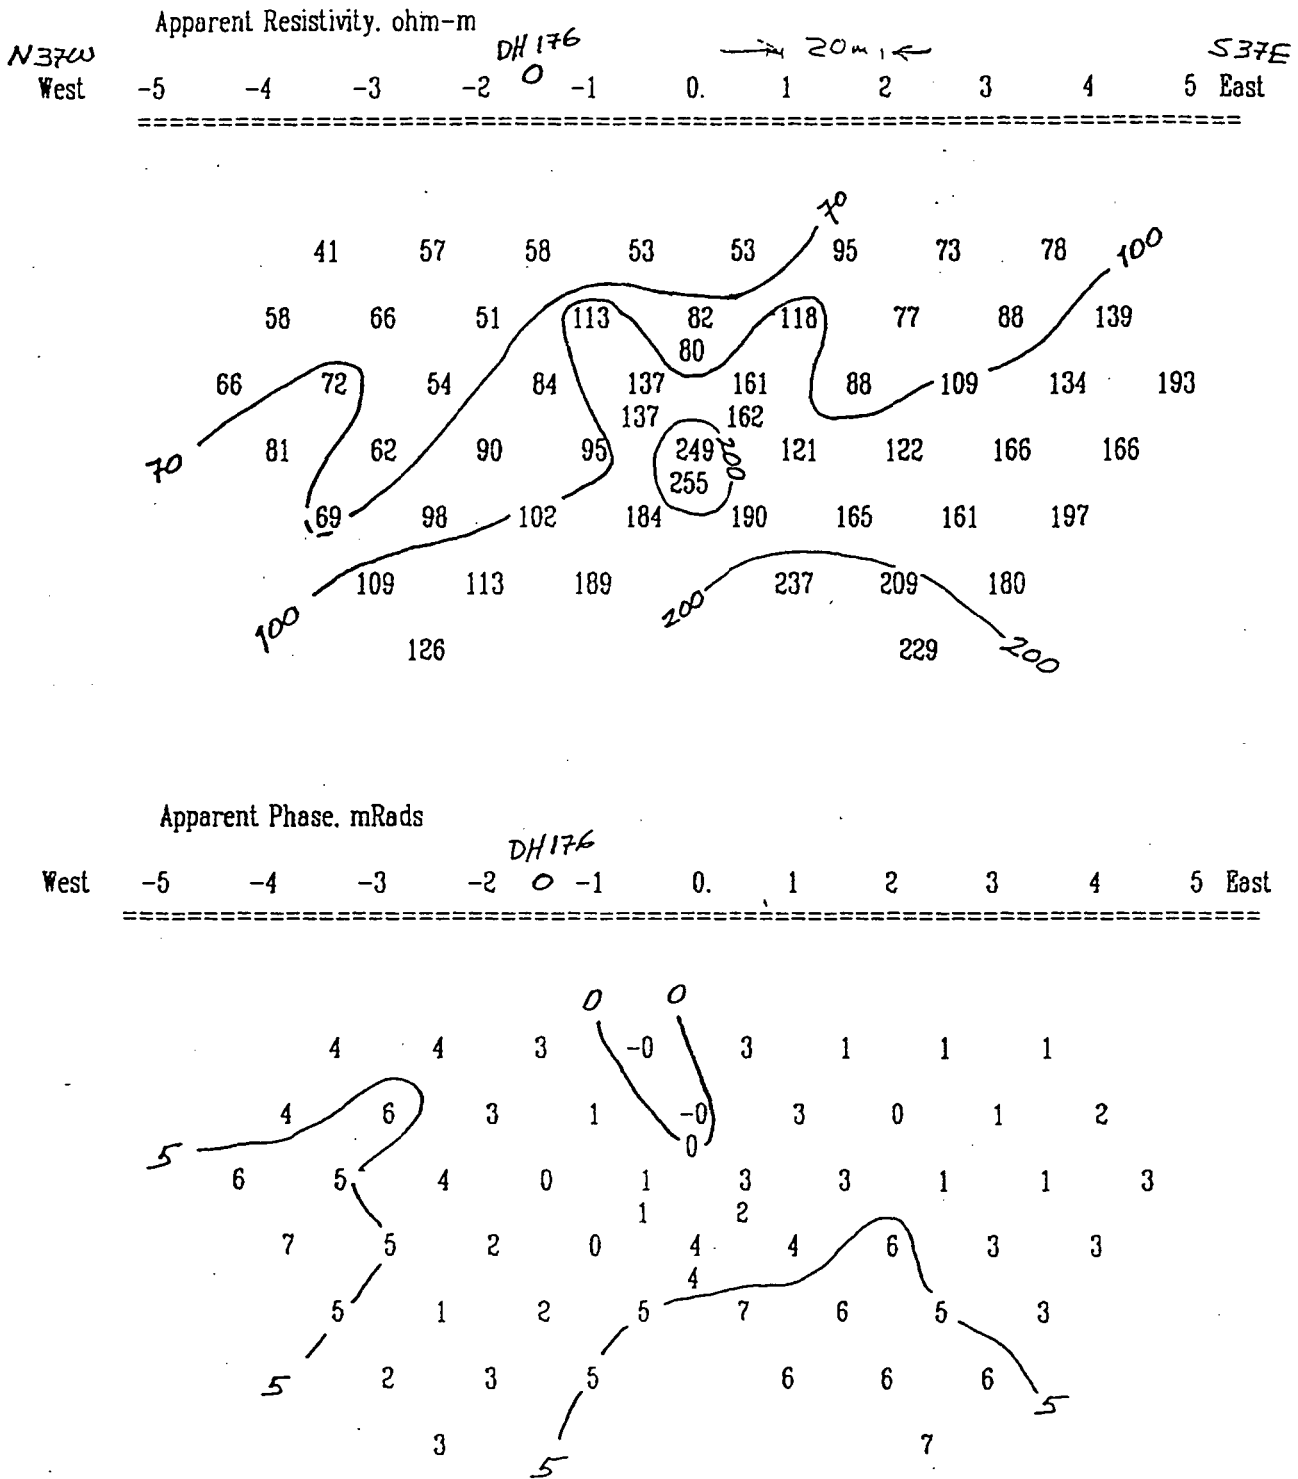 Apparent Resistivity, ohm-m
N37W DH 176 20m S37E
O
West -5 -4 -3 -2 -1 0. 1 2 3 4 5 East
==========================================================================
70
41 57 58 53 53 95 73 78 100
58 66 51 113 82 118 77 88 139
80
66 72 54 84 137 161 88 109 134 193
137 162
70 81 62 90 95 249 200 121 122 166 166
255
69 98 102 184 190 165 161 197
109 113 189 237 209 180
100 200
126 229 200
Apparent Phase, mRads
DH176
West -5 -4 -3 -2 O -1 0. 1 2 3 4 5 East
==========================================================================
0 0
4 4 3 -0 3 1 1 1
4 6 3 1 -0 3 0 1 2
5 0
6 5 4 0 1 3 3 1 1 3
1 2
7 5 2 0 4 4 6 3 3
4
5 1 2 5 7 6 5 3
5 2 3 5 6 6 6 5
3 7
5